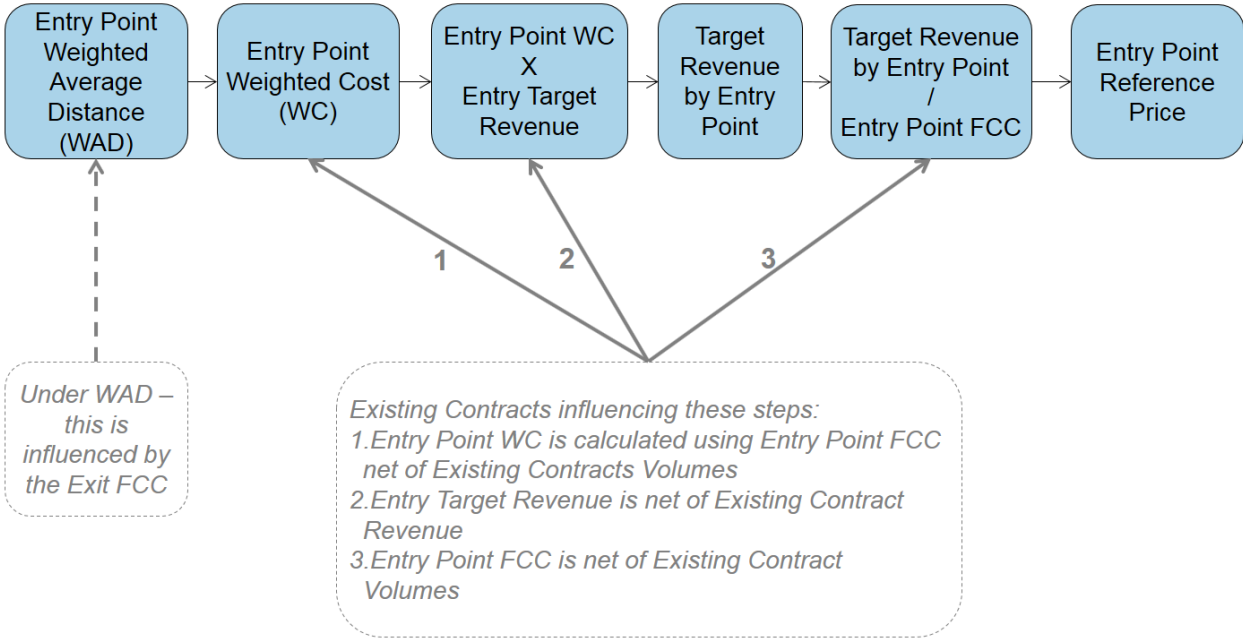 Entry Point
Weighted
Average
Distance
(WAD)
Entry Point
Weighted Cost
(WC)
Entry Point WC
X
Entry Target
Revenue
Target
Revenue
by Entry
Point
Target Revenue
by Entry Point
/
Entry Point FCC
Entry Point
Reference
Price
1
2
3
Under WAD –
this is
influenced by
the Exit FCC
Existing Contracts influencing these steps:
1.Entry Point WC is calculated using Entry Point FCC
net of Existing Contracts Volumes
2.Entry Target Revenue is net of Existing Contract
Revenue
3.Entry Point FCC is net of Existing Contract
Volumes